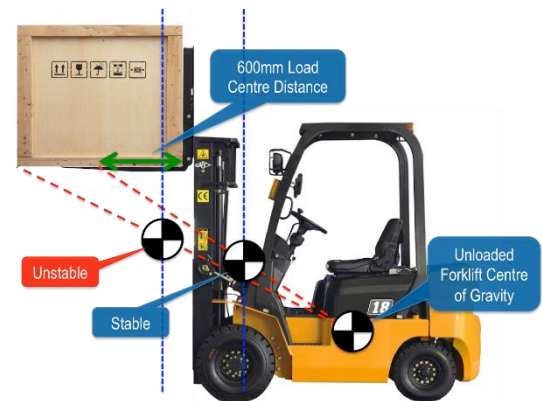 600mm Load
Centre Distance
Unstable
Stable
Unloaded
Forklift Centre
of Gravity
18